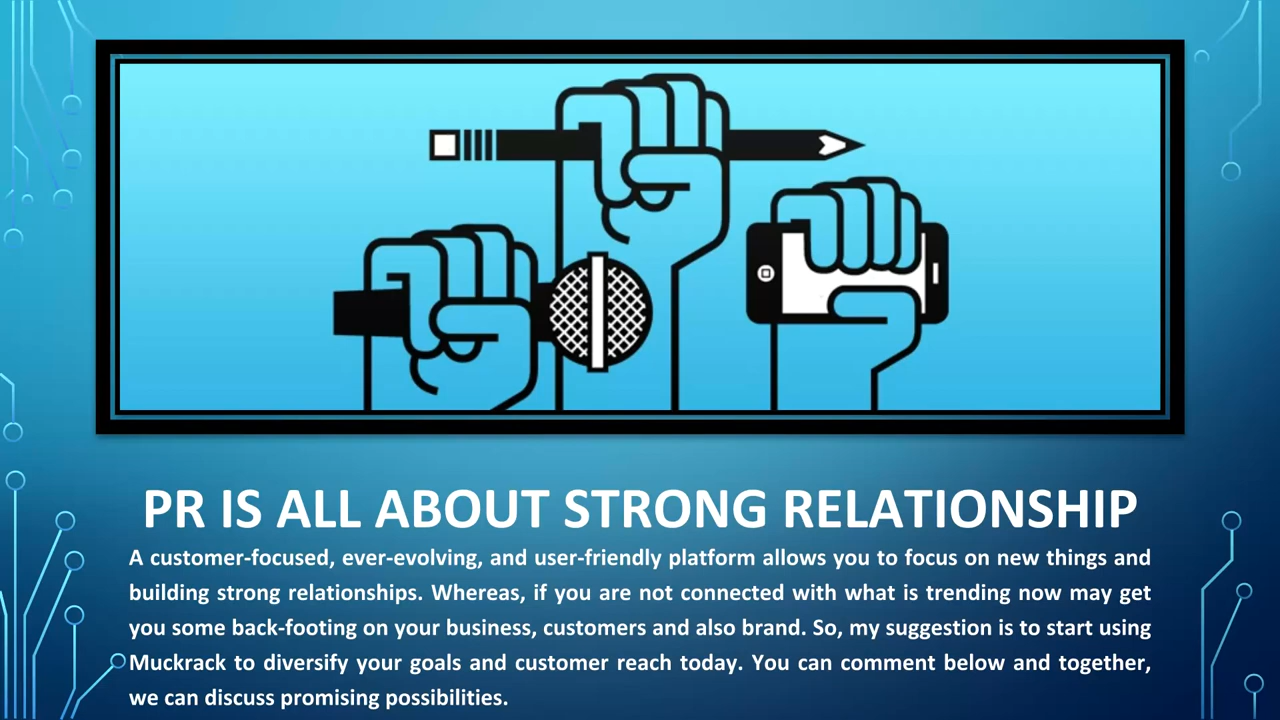 PR IS ALL ABOUT STRONG RELATIONSHIP
A customer-focused, ever-evolving, and user-friendly platform allows you to focus on new things and
building strong relationships. Whereas, if you are not connected with what is trending now may get
you some back-footing on your business, customers and also brand. So, my suggestion is to start using
Muckrack to diversify your goals and customer reach today. You can comment below and together,
we can discuss promising possibilities.